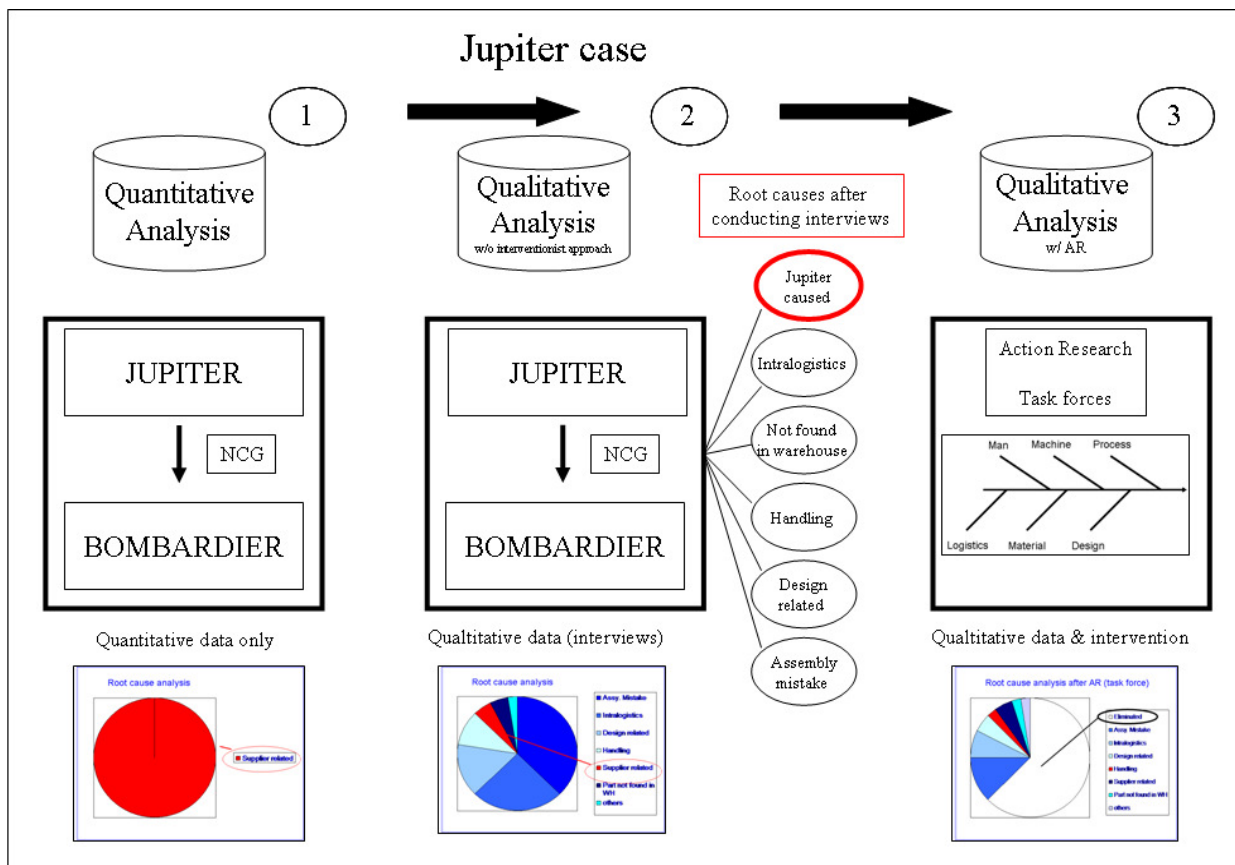 Jupiter case
1
2
3
Quantitative
Analysis
Qualitative
Analysis
w/o interventionist approach
Root causes after
conducting interviews
Qualitative
Analysis
w/ AR
JUPITER
NCG
BOMBARDIER
JUPITER
NCG
BOMBARDIER
Jupiter
caused
Intralogistics
Not found
in warehouse
Handling
Design
related
Assembly
mistake
Action Research
Task forces
Man Machine Process
Logistics Material Design
Quantitative data only
Qualtitative data (interviews)
Qualtitative data & intervention
Root cause analysis
Supplier related
Root cause analysis
Assy. Mistake
Intralogistics
Design related
Handling
Supplier related
Part not found in
WH
others
Root cause analysis after AR (task force)
Eliminated
Assy. Mistake
Intralogistics
Design related
Handling
Supplier related
Part not found in WH
others